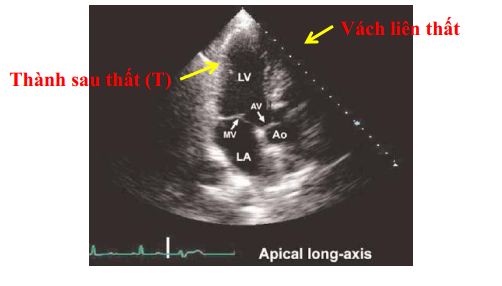 Vách liên thất
Thành sau thất (T)
LV
AV
MV
Ao
LA
Apical long-axis